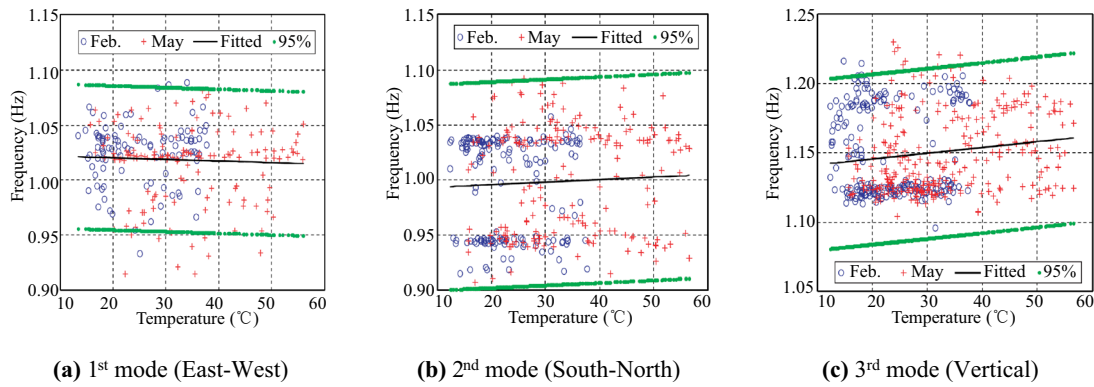 1.15
1.10
1.05
1.00
0.95
0.90
Frequency (Hz)
Feb. May Fitted 95%
10 20 30 40 50 60
Temperature (℃)
(a) 1st mode (East-West)
1.15
1.10
1.05
1.00
0.95
0.90
Frequency (Hz)
Feb. May Fitted 95%
10 20 30 40 50 60
Temperature (℃)
(b) 2nd mode (South-North)
1.25
1.20
1.15
1.10
1.05
Frequency (Hz)
Feb. May Fitted 95%
10 20 30 40 50 60
Temperature (℃)
(c) 3rd mode (Vertical)